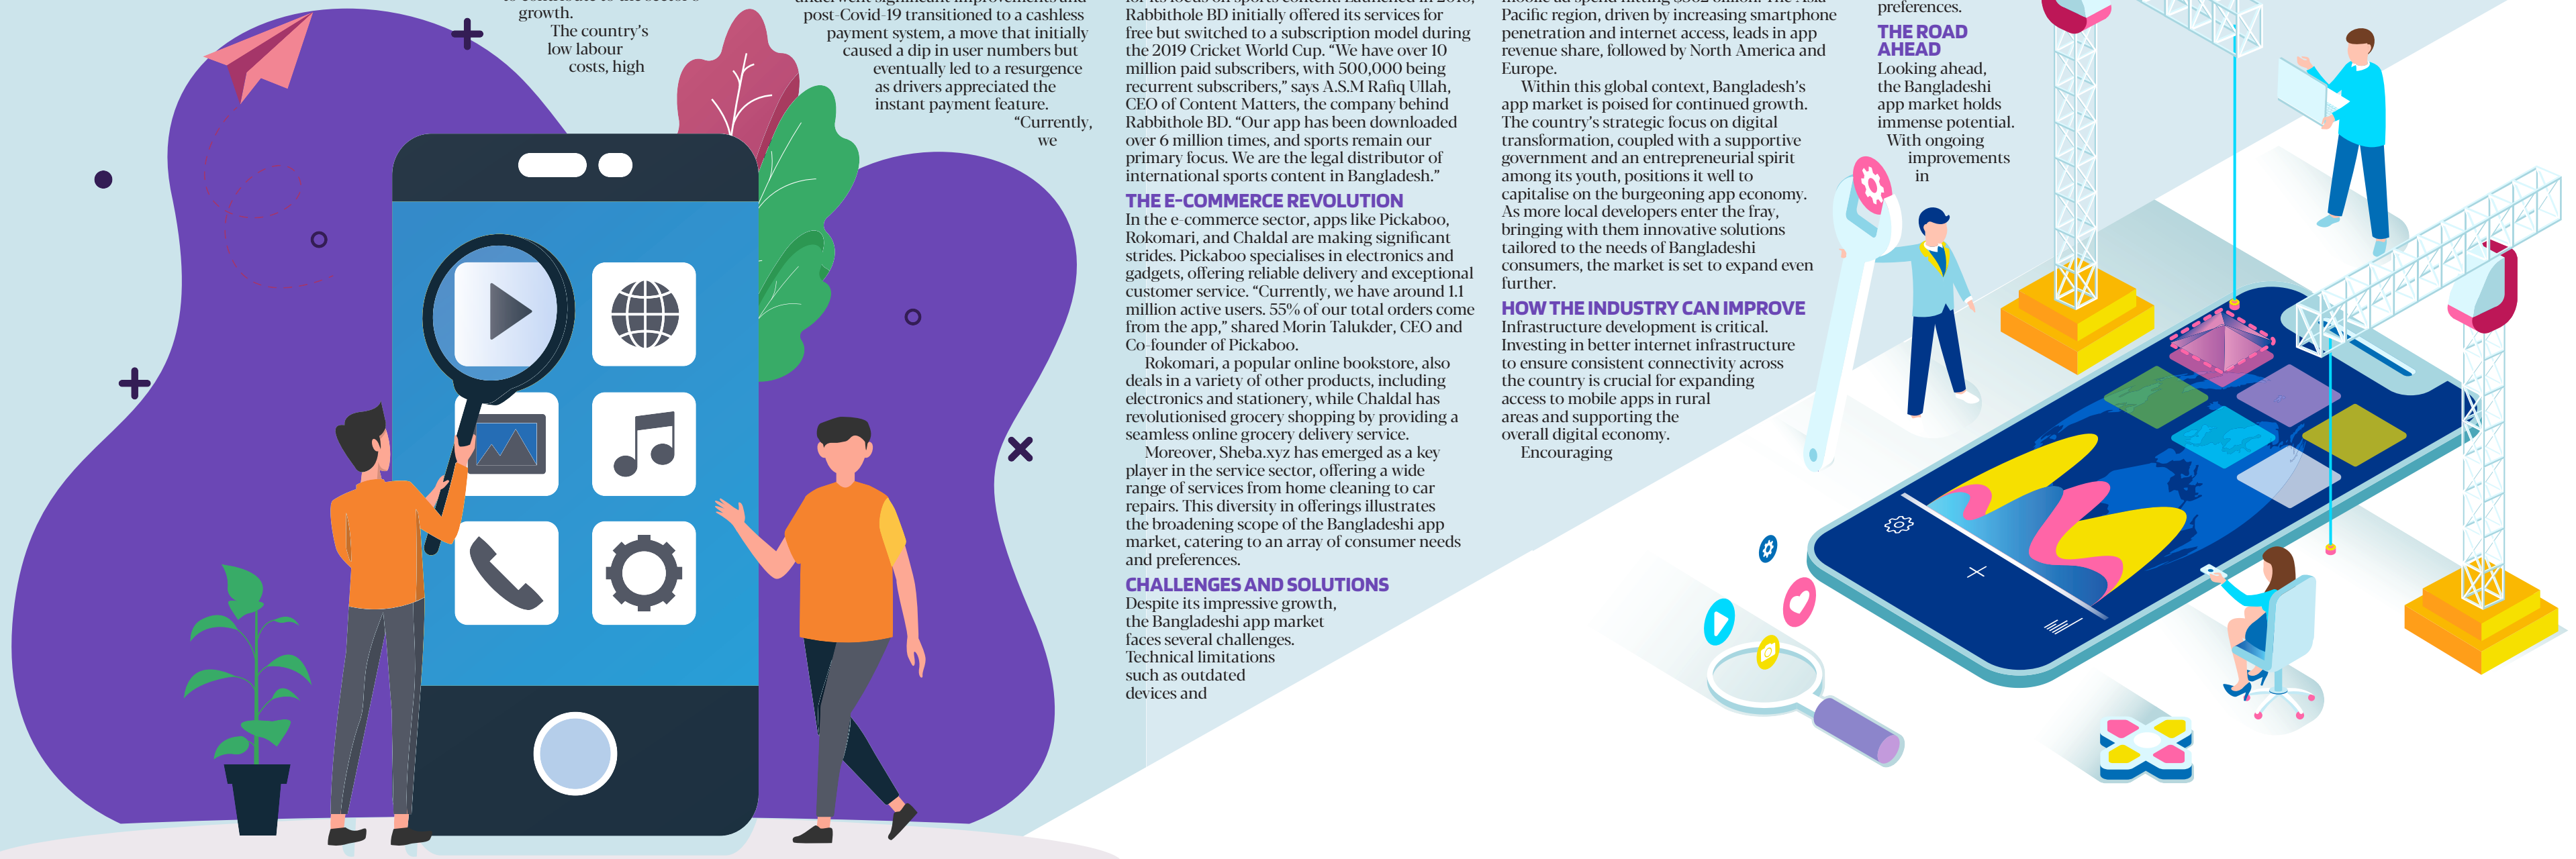 growth.
The country's
low labour
costs, high
post-Covid-19 transitioned to a cashless
payment system, a move that initially
caused a dip in user numbers but
eventually led to a resurgence
as drivers appreciated the
instant payment feature.
“Currently,
we
Rabbithole BD initially offered its services for
free but switched to a subscription model during
the 2019 Cricket World Cup. “We have over 10
million paid subscribers, with 500,000 being
recurrent subscribers,” says A.S.M Rafiq Ullah,
CEO of Content Matters, the company behind
Rabbithole BD. “Our app has been downloaded
over 6 million times, and sports remain our
primary focus. We are the legal distributor of
international sports content in Bangladesh.”
THE E-COMMERCE REVOLUTION
In the e-commerce sector, apps like Pickaboo,
Rokomari, and Chaldal are making significant
strides. Pickaboo specialises in electronics and
gadgets, offering reliable delivery and exceptional
customer service. “Currently, we have around 1.1
million active users. 55% of our total orders come
from the app,” shared Morin Talukder, CEO and
Co-founder of Pickaboo.
Rokomari, a popular online bookstore, also
deals in a variety of other products, including
electronics and stationery, while Chaldal has
revolutionised grocery shopping by providing a
seamless online grocery delivery service.
Moreover, Sheba.xyz has emerged as a key
player in the service sector, offering a wide
range of services from home cleaning to car
repairs. This diversity in offerings illustrates
the broadening scope of the Bangladeshi app
market, catering to an array of consumer needs
and preferences.
CHALLENGES AND SOLUTIONS
Despite its impressive growth,
the Bangladeshi app market
faces several challenges.
Technical limitations
such as outdated
devices and
Pacific region, driven by increasing smartphone
penetration and internet access, leads in app
revenue share, followed by North America and
Europe.
Within this global context, Bangladesh’s
app market is poised for continued growth.
The country’s strategic focus on digital
transformation, coupled with a supportive
government and an entrepreneurial spirit
among its youth, positions it well to
capitalise on the burgeoning app economy.
As more local developers enter the fray,
bringing with them innovative solutions
tailored to the needs of Bangladeshi
consumers, the market is set to expand even
further.
HOW THE INDUSTRY CAN IMPROVE
Infrastructure development is critical.
Investing in better internet infrastructure
to ensure consistent connectivity across
the country is crucial for expanding
access to mobile apps in rural
areas and supporting the
overall digital economy.
Encouraging
preferences.
THE ROAD
AHEAD
Looking ahead,
the Bangladeshi
app market holds
immense potential.
With ongoing
improvements
in